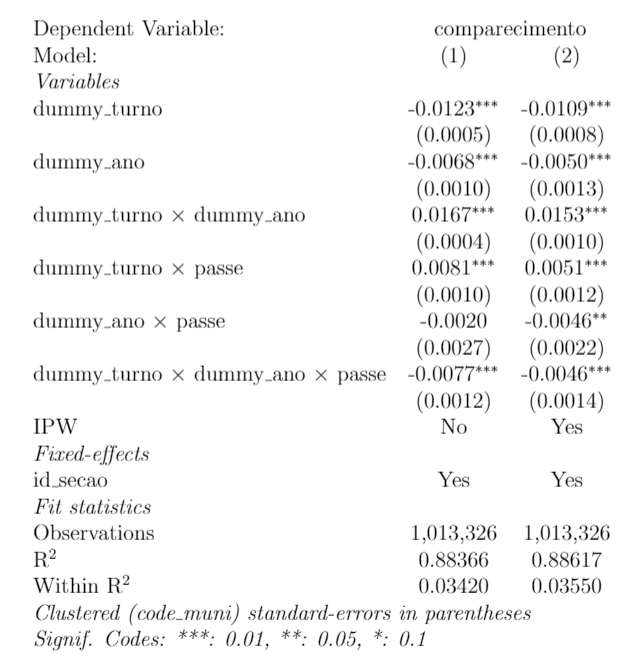 Dependent Variable: comparecimento
Model: (1) (2)
Variables
dummy_turno -0.0123*** -0.0109***
(0.0005) (0.0008)
dummy_ano -0.0068*** -0.0050***
(0.0010) (0.0013)
dummy_turno × dummy_ano 0.0167*** 0.0153***
(0.0004) (0.0010)
dummy_turno × passe 0.0081*** 0.0051***
(0.0010) (0.0012)
dummy_ano × passe -0.0020 -0.0046**
(0.0027) (0.0022)
dummy_turno × dummy_ano × passe -0.0077*** -0.0046***
(0.0012) (0.0014)
IPW No Yes
Fixed-effects
id_secao Yes Yes
Fit statistics
Observations 1,013,326 1,013,326
R² 0.88366 0.88617
Within R² 0.03420 0.03550
Clustered (code_muni) standard-errors in parentheses
Signif. Codes: ***: 0.01, **: 0.05, *: 0.1